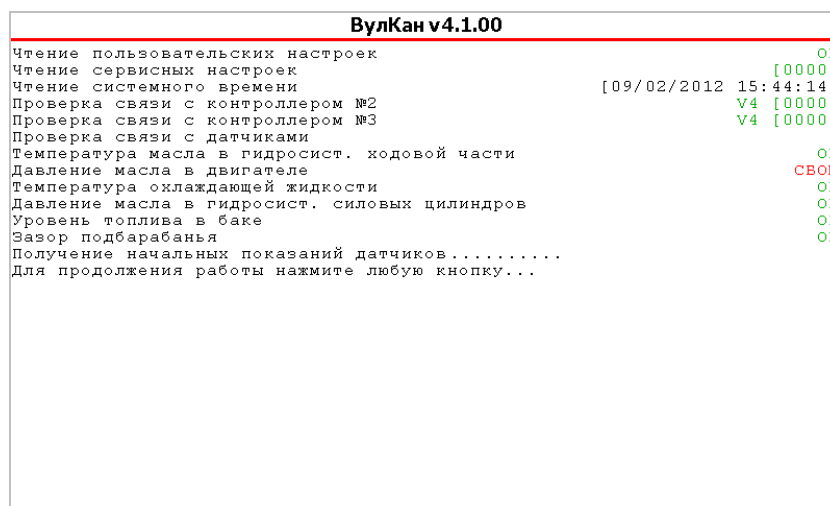 ВулКан v4.1.00
Чтение пользовательских настроек
Чтение сервисных настроек [0000
Чтение системного времени [09/02/2012 15:44:14
Проверка связи с контроллером №2 V4 [0000
Проверка связи с контроллером №3 V4 [0000
Проверка связи с датчиками
Температура масла в гидросист. ходовой части
Давление масла в двигателе СБО
Температура охлаждающей жидкости
Давление масла в гидросист. силовых цилиндров
Уровень топлива в баке
Зазор подбарабанья
Получение начальных показаний датчиков..........
Для продолжения работы нажмите любую кнопку...